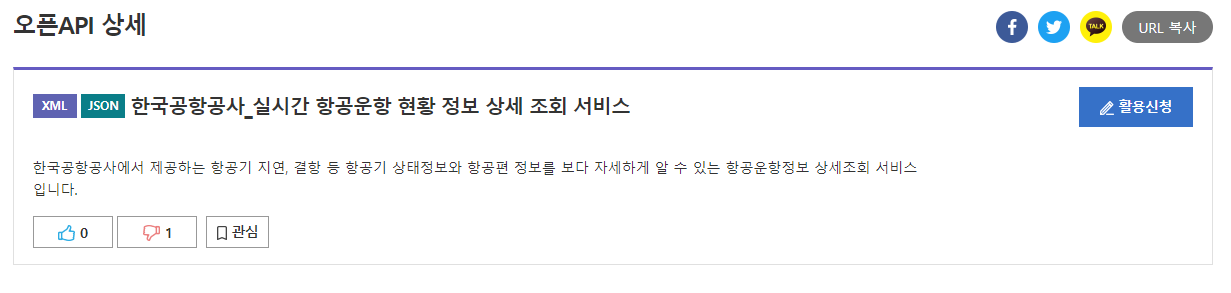 오픈API 상세
TALK
URL 복사
XML JSON 한국공항공사_실시간 항공운항 현황 정보 상세 조회 서비스
활용신청
한국공항공사에서 제공하는 항공기 지연, 결항 등 항공기 상태정보와 항공편 정보를 보다 자세하게 알 수 있는 항공운항정보 상세조회 서비스
입니다.
0 1 관심